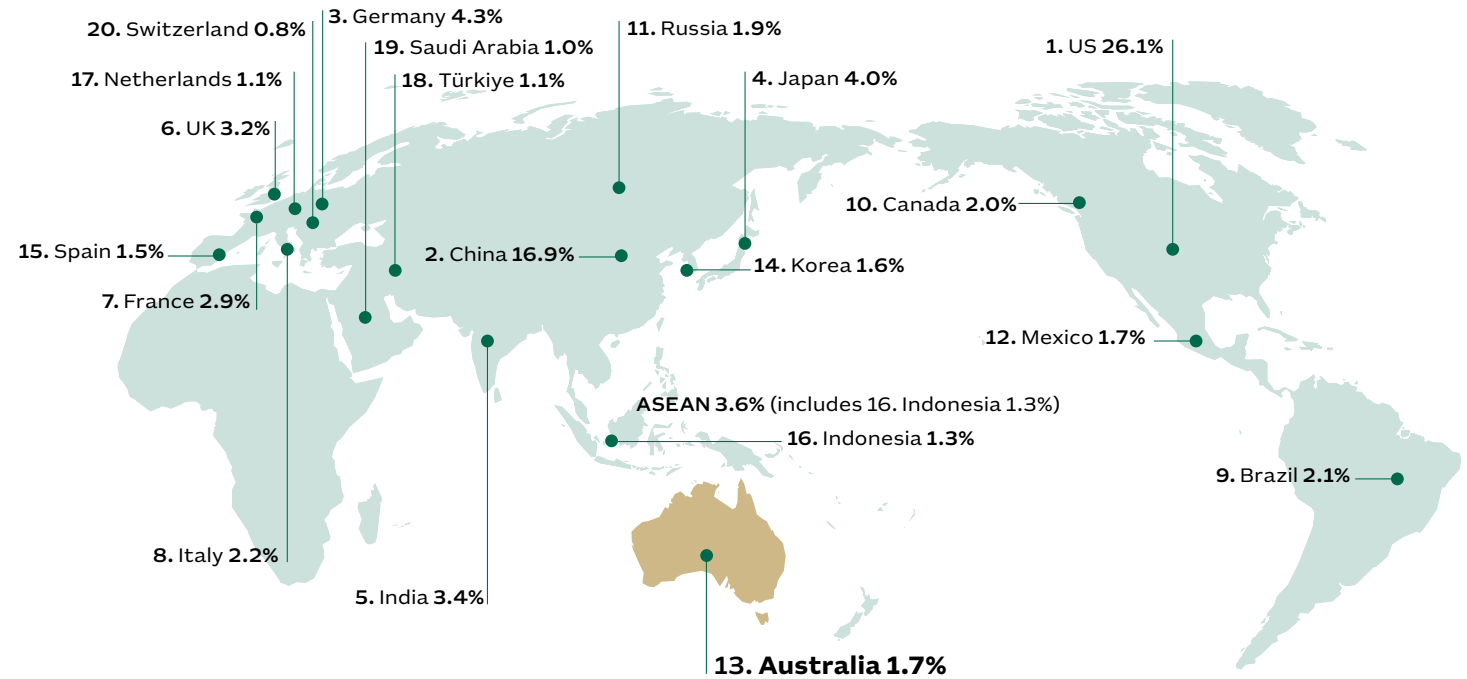 3. Germany 4.3%
20. Switzerland 0.8%
11. Russia 1.9%
19. Saudi Arabia 1.0%
1. US 26.1%
17. Netherlands 1.1%
18. Türkiye 1.1%
4. Japan 4.0%
6. UK 3.2%
10. Canada 2.0%
15. Spain 1.5%
2. China 16.9%
14. Korea 1.6%
7. France 2.9%
12. Mexico 1.7%
ASEAN 3.6% (includes 16. Indonesia 1.3%)
16. Indonesia 1.3%
9. Brazil 2.1%
8. Italy 2.2%
5. India 3.4%
13. Australia 1.7%